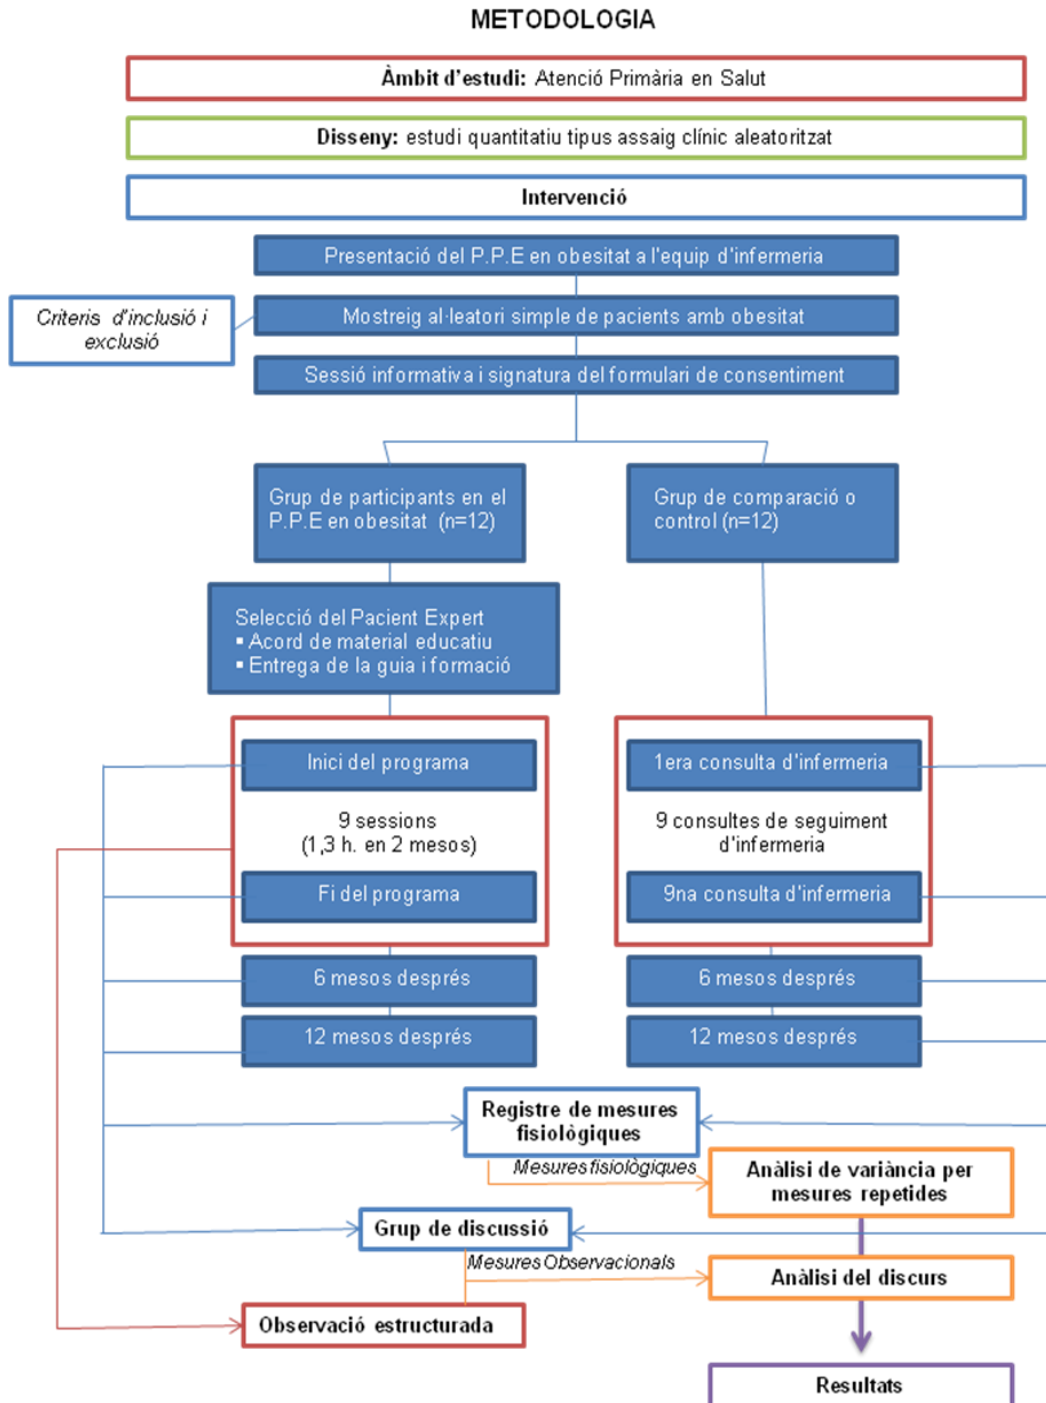 METODOLOGIA
Àmbit d'estudi: Atenció Primària en Salut
Disseny: estudi quantitatiu tipus assaig clínic aleatoritzat
Intervenció
Presentació del P.P.E en obesitat a l'equip d'infermeria
Criteris d'inclusió i
exclusió
Mostreig al·leatori simple de pacients amb obesitat
Sessió informativa i signatura del formulari de consentiment
Grup de participants en el
P.P.E en obesitat (n=12)
Grup de comparació o
control (n=12)
Selecció del Pacient Expert
▪ Acord de material educatiu
▪ Entrega de la guia i formació
Inici del programa
9 sessions
(1,3 h. en 2 mesos)
Fi del programa
1era consulta d'infermeria
9 consultes de seguiment
d'infermeria
9na consulta d'infermeria
6 mesos després
6 mesos després
12 mesos després
12 mesos després
Registre de mesures
fisiològiques
Mesures fisiològiques
Anàlisi de variància per
mesures repetides
Grup de discussió
Mesures Observacionals
Anàlisi del discurs
Observació estructurada
Resultats